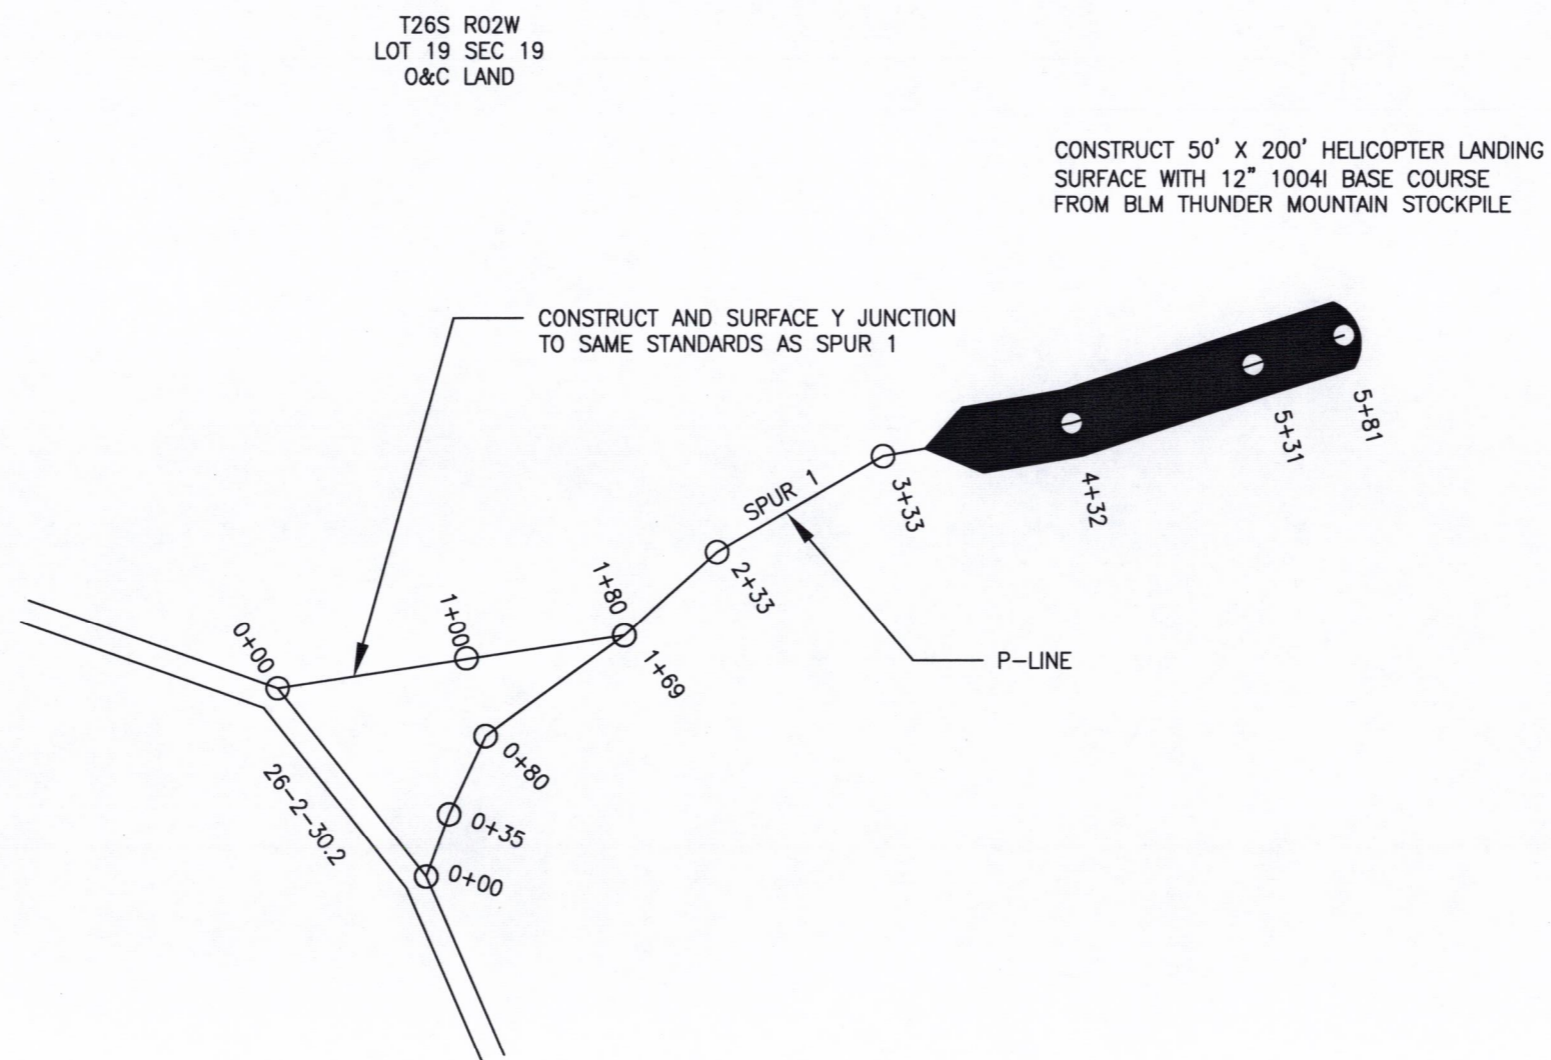 T26S R02W
LOT 19 SEC 19
O&C LAND
CONSTRUCT 50' X 200' HELICOPTER LANDING
SURFACE WITH 12" 1004I BASE COURSE
FROM BLM THUNDER MOUNTAIN STOCKPILE
CONSTRUCT AND SURFACE Y JUNCTION
TO SAME STANDARDS AS SPUR 1
5+81
5+31
4+32
3+33
SPUR 1
2+33
1+80
1+69
1+00
0+00
P-LINE
0+80
0+35
0+00
26-2-30.2